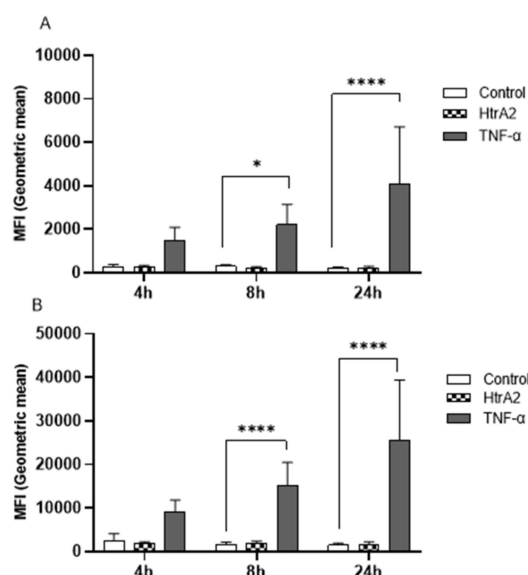 A
MFI (Geometric mean)
10000
8000
6000
4000
2000
0
*
****
4h
8h
24h
Control
HtrA2
TNF-α
B
MFI (Geometric mean)
50000
40000
30000
20000
10000
0
****
****
4h
8h
24h
Control
HtrA2
TNF-α